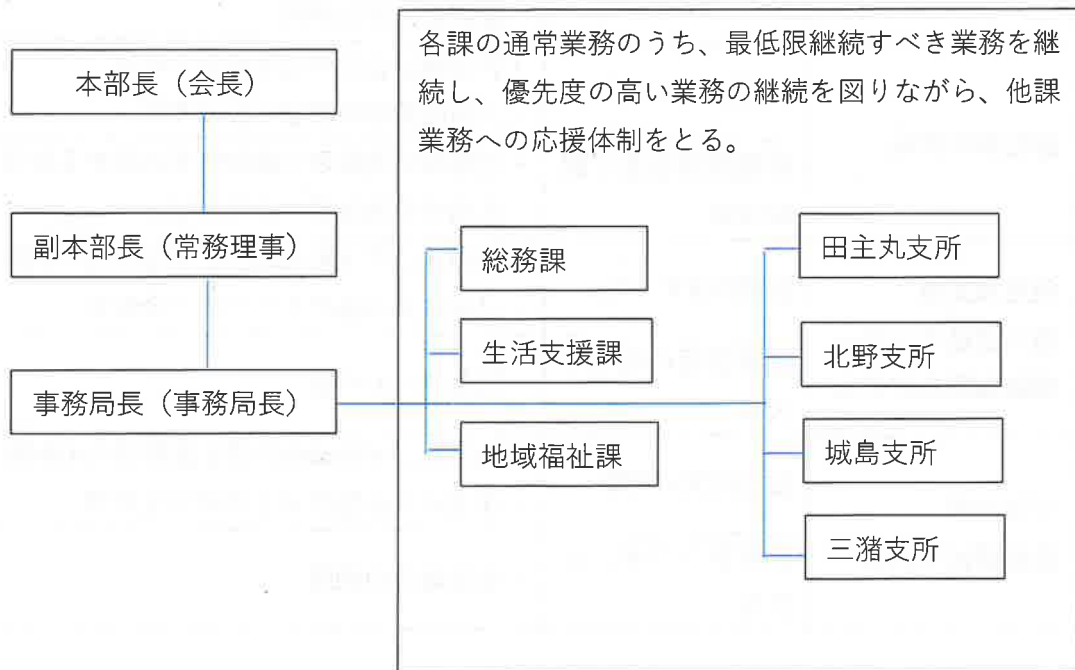 本部長（会長）
副本部長（常務理事）
事務局長（事務局長）
各課の通常業務のうち、最低限継続すべき業務を継
続し、優先度の高い業務の継続を図りながら、他課
業務への応援体制をとる。
総務課
生活支援課
地域福祉課
田主丸支所
北野支所
城島支所
三潴支所